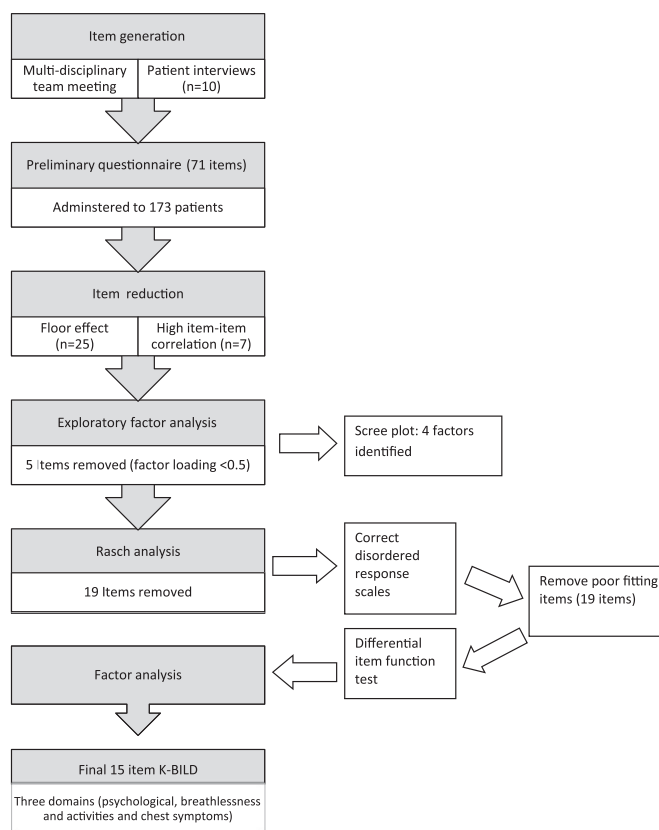 Item generation
Multi-disciplinary
team meeting
Patient interviews
(n=10)
Preliminary questionnaire (71 items)
Adminstered to 173 patients
Item reduction
Floor effect
(n=25)
High item-item
correlation (n=7)
Exploratory factor analysis
5 Items removed (factor loading <0.5)
Scree plot: 4 factors
identified
Rasch analysis
19 Items removed
Correct
disordered
response
scales
Remove poor fitting
items (19 items)
Differential
item function
test
Factor analysis
Final 15 item K-BILD
Three domains (psychological, breathlessness
and activities and chest symptoms)